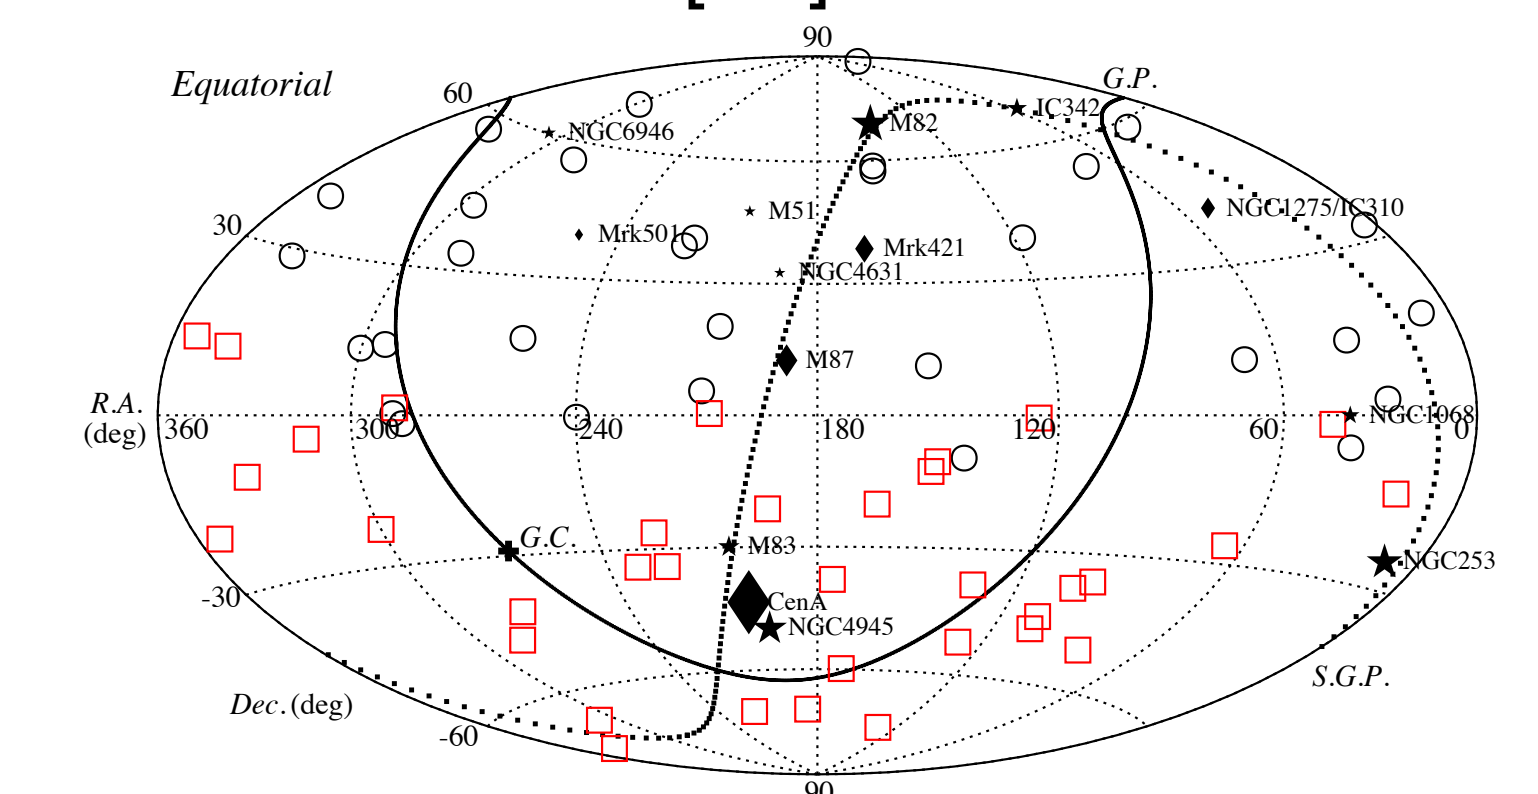 90
Equatorial
G.P.
60
IC342
M82
NGC6946
M51
NGC1275/IC310
30
Mrk501
Mrk421
NGC4631
M87
R.A.
(deg)
360
300
240
180
120
60
0
NGC1068
G.C.
M83
NGC253
-30
CenA
NGC4945
S.G.P.
Dec.(deg)
-60
90